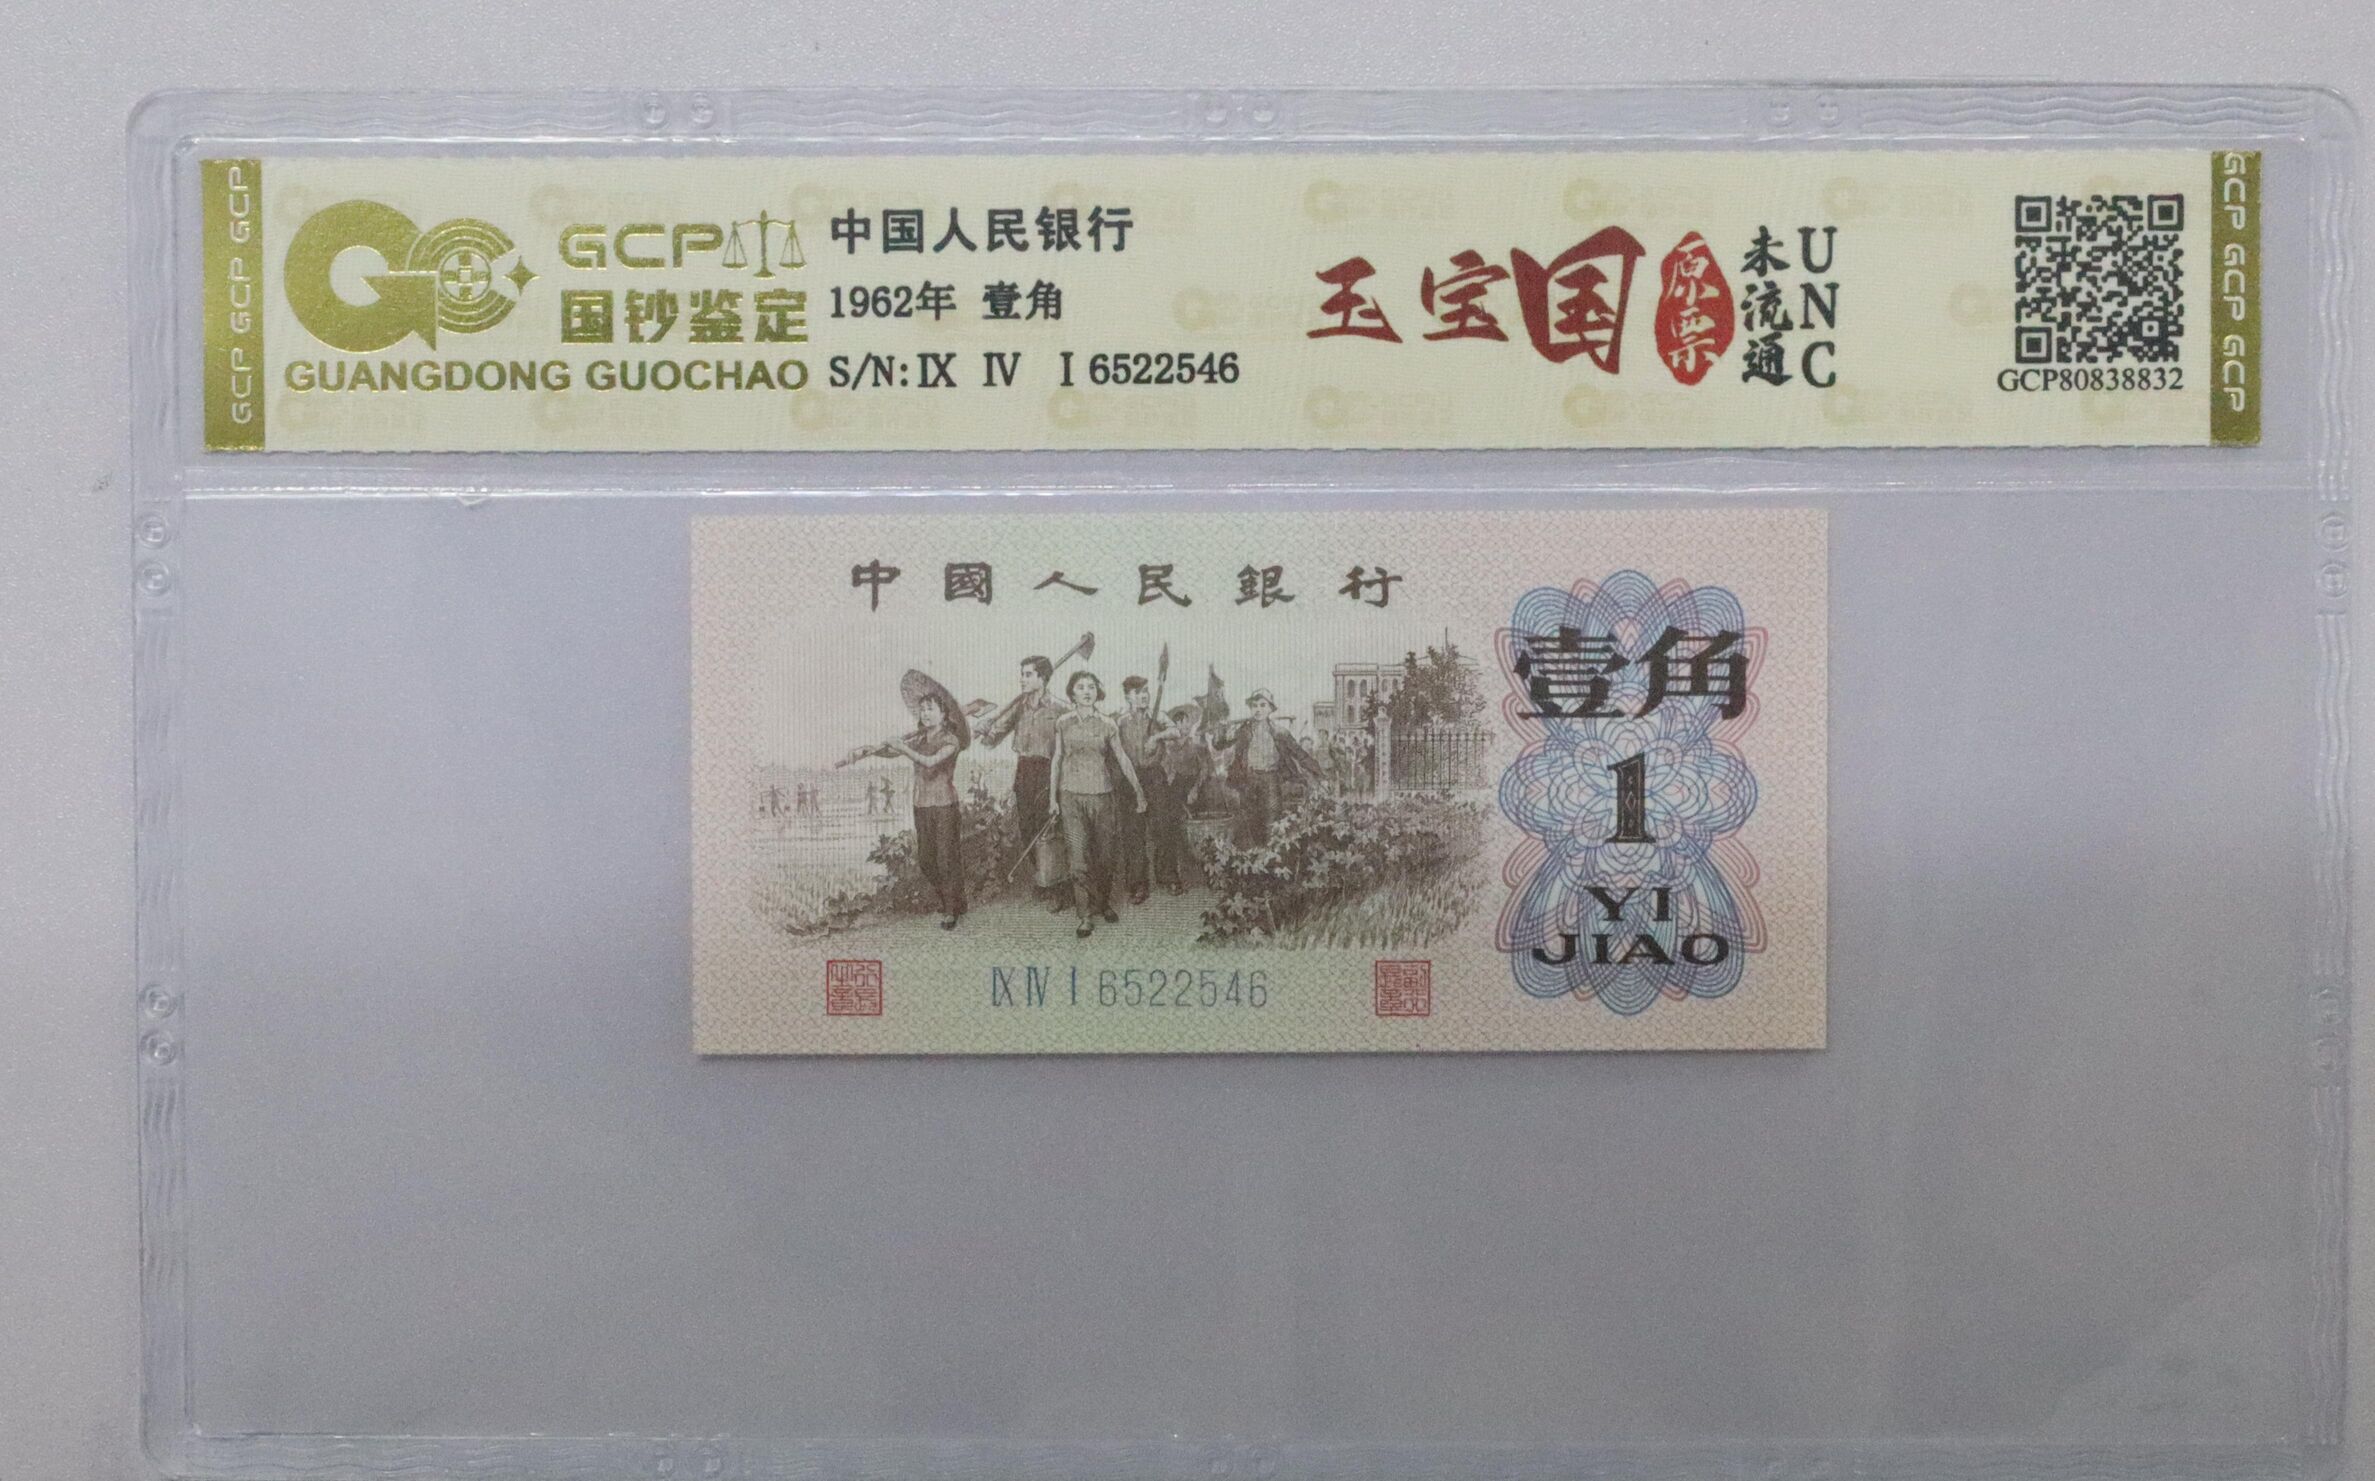 GCP GCP GCP
GCP
国钞鉴定
GUANGDONG GUOCHAO
中国人民银行
1962年 壹角
S/N: Ⅸ Ⅳ Ⅰ 6522546
玉宝国
原票
未流通
UNC
GCP80838832
GCP GCP GCP
中國人民銀行
壹角
1
YI
JIAO
Ⅸ Ⅳ Ⅰ 6522546